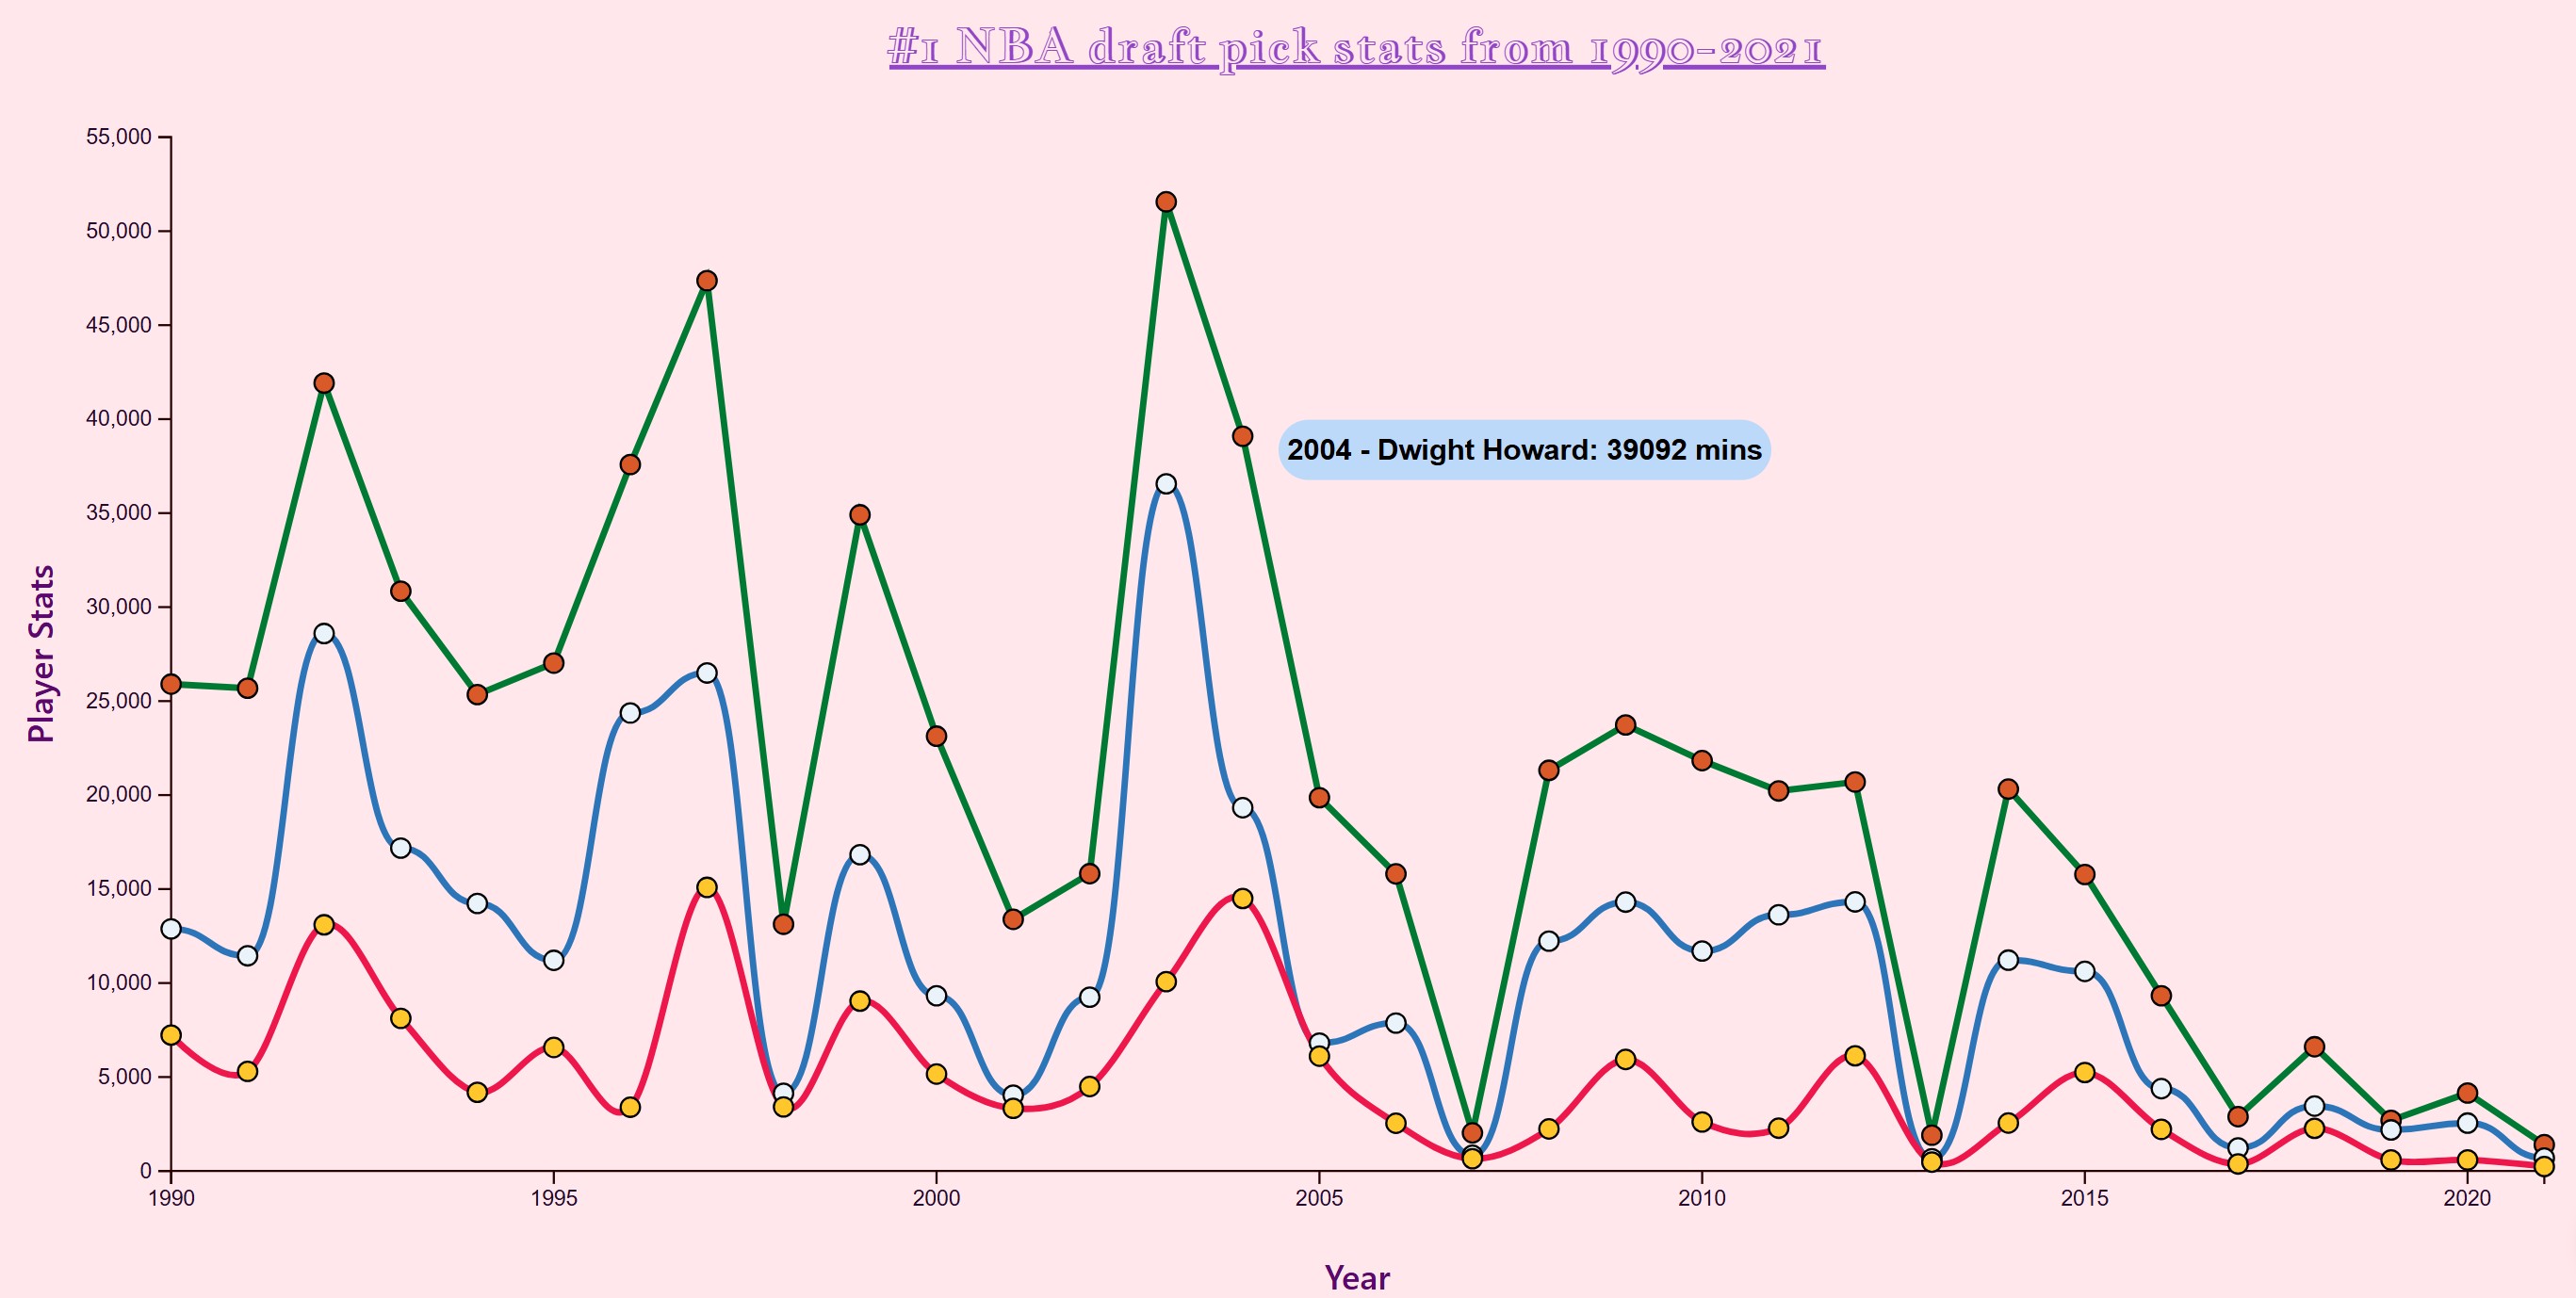 #1 NBA draft pick stats from 1990-2021
55,000
50,000
45,000
40,000
35,000
30,000
25,000
20,000
15,000
10,000
5,000
0
Player Stats
2004 - Dwight Howard: 39092 mins
1990 1995 2000 2005 2010 2015 2020
Year